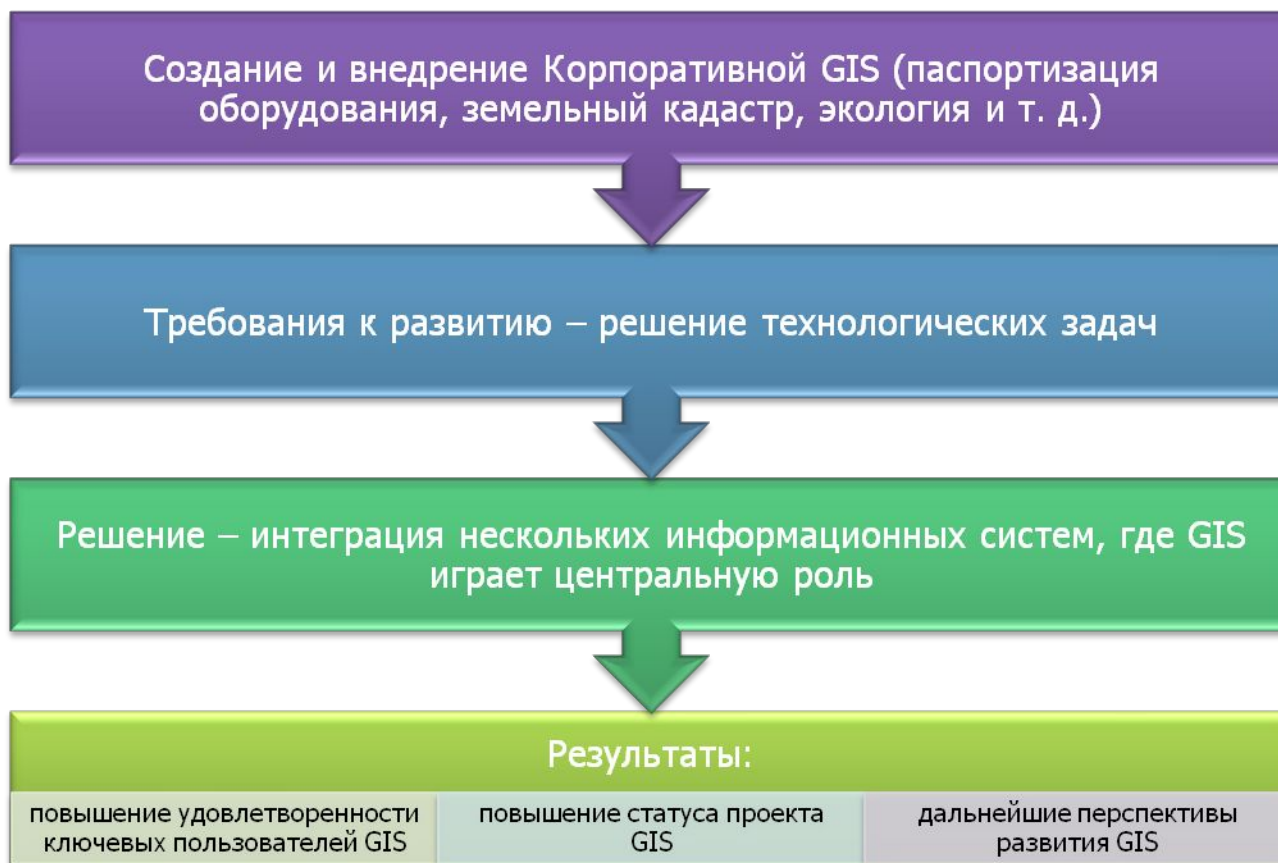 Создание и внедрение Корпоративной GIS (паспортизация
оборудования, земельный кадастр, экология и т. д.)
Требования к развитию – решение технологических задач
Решение – интеграция нескольких информационных систем, где GIS
играет центральную роль
Результаты:
повышение удовлетворенности
ключевых пользователей GIS
повышение статуса проекта
GIS
дальнейшие перспективы
развития GIS